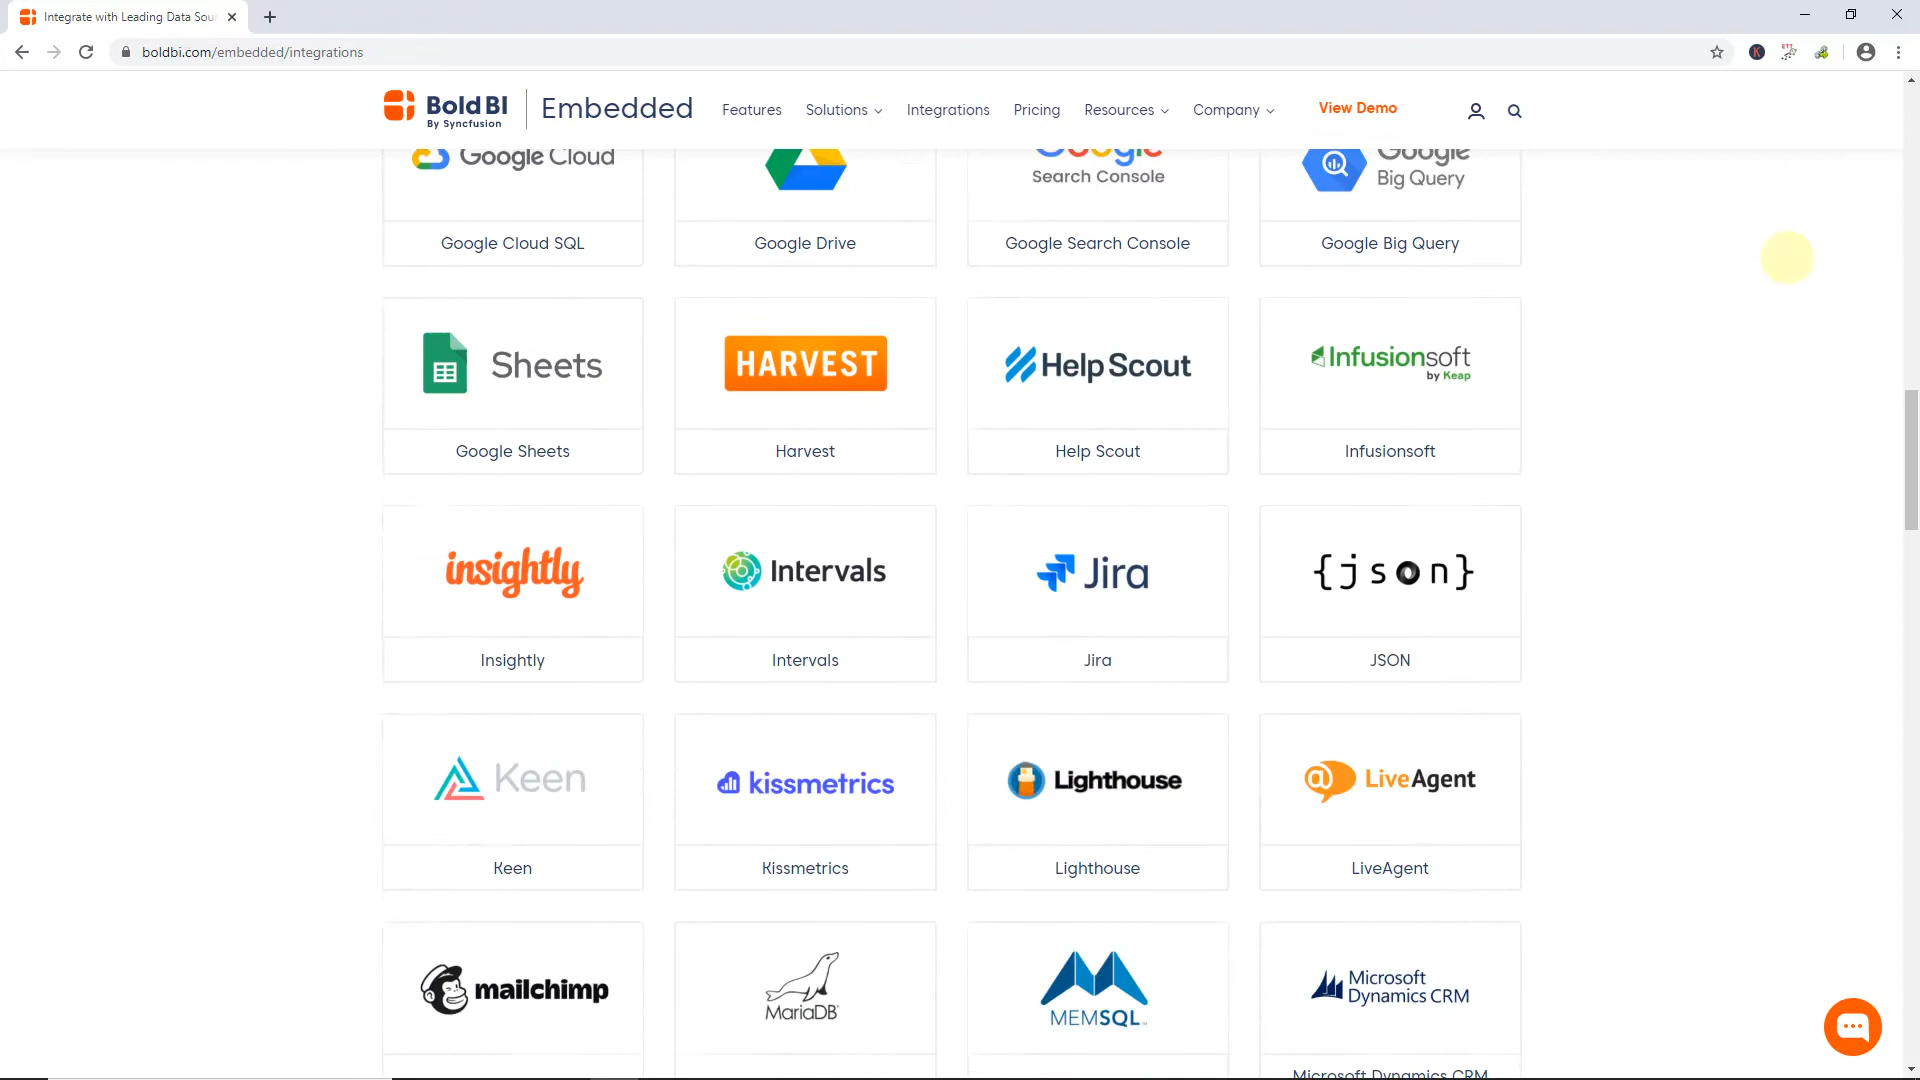 Integrate with Leading Data Sour
boldbi.com/embedded/integrations
Bold BI
By Syncfusion
Embedded
Features
Solutions
Integrations
Pricing
Resources
Company
View Demo
Google Cloud
Google
Search Console
Google
Big Query
Google Cloud SQL
Google Drive
Google Search Console
Google Big Query
Sheets
HARVEST
Help Scout
Infusionsoft
by Keap
Google Sheets
Harvest
Help Scout
Infusionsoft
insightly
Intervals
Jira
{json}
Insightly
Intervals
Jira
JSON
Keen
kissmetrics
Lighthouse
LiveAgent
Keen
Kissmetrics
Lighthouse
LiveAgent
mailchimp
MariaDB
MEMSQL
Microsoft
Dynamics CRM
Microsoft Dynamics CRM